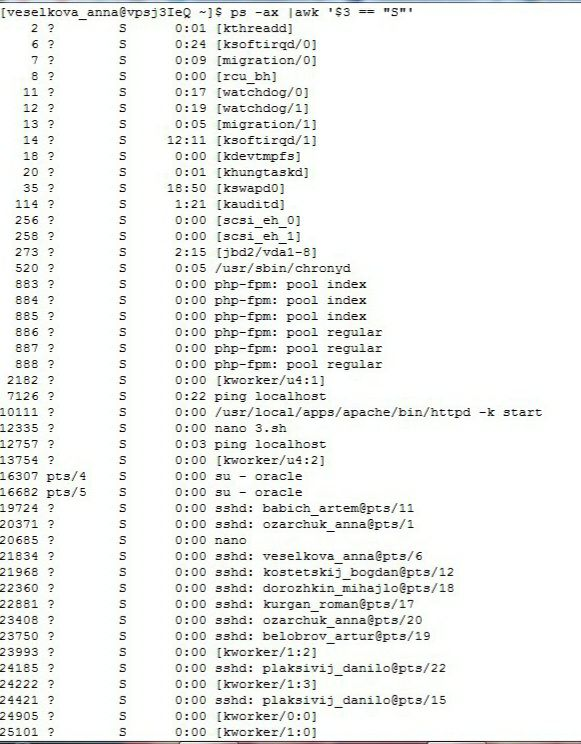 [veselkova_anna@vpsj3IeQ ~]$ ps -ax |awk '$3 == "S"'
2 ? S 0:01 [kthreadd]
6 ? S 0:24 [ksoftirqd/0]
7 ? S 0:09 [migration/0]
8 ? S 0:00 [rcu_bh]
11 ? S 0:17 [watchdog/0]
12 ? S 0:19 [watchdog/1]
13 ? S 0:05 [migration/1]
14 ? S 12:11 [ksoftirqd/1]
18 ? S 0:00 [kdevtmpfs]
20 ? S 0:01 [khungtaskd]
35 ? S 18:50 [kswapd0]
114 ? S 1:21 [kauditd]
256 ? S 0:00 [scsi_eh_0]
258 ? S 0:00 [scsi_eh_1]
273 ? S 2:15 [jbd2/vda1-8]
520 ? S 0:05 /usr/sbin/chronyd
883 ? S 0:00 php-fpm: pool index
884 ? S 0:00 php-fpm: pool index
885 ? S 0:00 php-fpm: pool index
886 ? S 0:00 php-fpm: pool regular
887 ? S 0:00 php-fpm: pool regular
888 ? S 0:00 php-fpm: pool regular
2182 ? S 0:00 [kworker/u4:1]
7126 ? S 0:22 ping localhost
10111 ? S 0:00 /usr/local/apps/apache/bin/httpd -k start
12335 ? S 0:00 nano 3.sh
12757 ? S 0:03 ping localhost
13754 ? S 0:00 [kworker/u4:2]
16307 pts/4 S 0:00 su - oracle
16682 pts/5 S 0:00 su - oracle
19724 ? S 0:00 sshd: babich_artem@pts/11
20371 ? S 0:00 sshd: ozarchuk_anna@pts/1
20685 ? S 0:00 nano
21834 ? S 0:00 sshd: veselkova_anna@pts/6
21968 ? S 0:00 sshd: kostetskij_bogdan@pts/12
22360 ? S 0:00 sshd: dorozhkin_mihajlo@pts/18
22881 ? S 0:00 sshd: kurgan_roman@pts/17
23408 ? S 0:00 sshd: ozarchuk_anna@pts/20
23750 ? S 0:00 sshd: belobrov_artur@pts/19
23993 ? S 0:00 [kworker/1:2]
24185 ? S 0:00 sshd: plaksivij_danilo@pts/22
24222 ? S 0:00 [kworker/1:3]
24421 ? S 0:00 sshd: plaksivij_danilo@pts/15
24905 ? S 0:00 [kworker/0:0]
25101 ? S 0:00 [kworker/1:0]